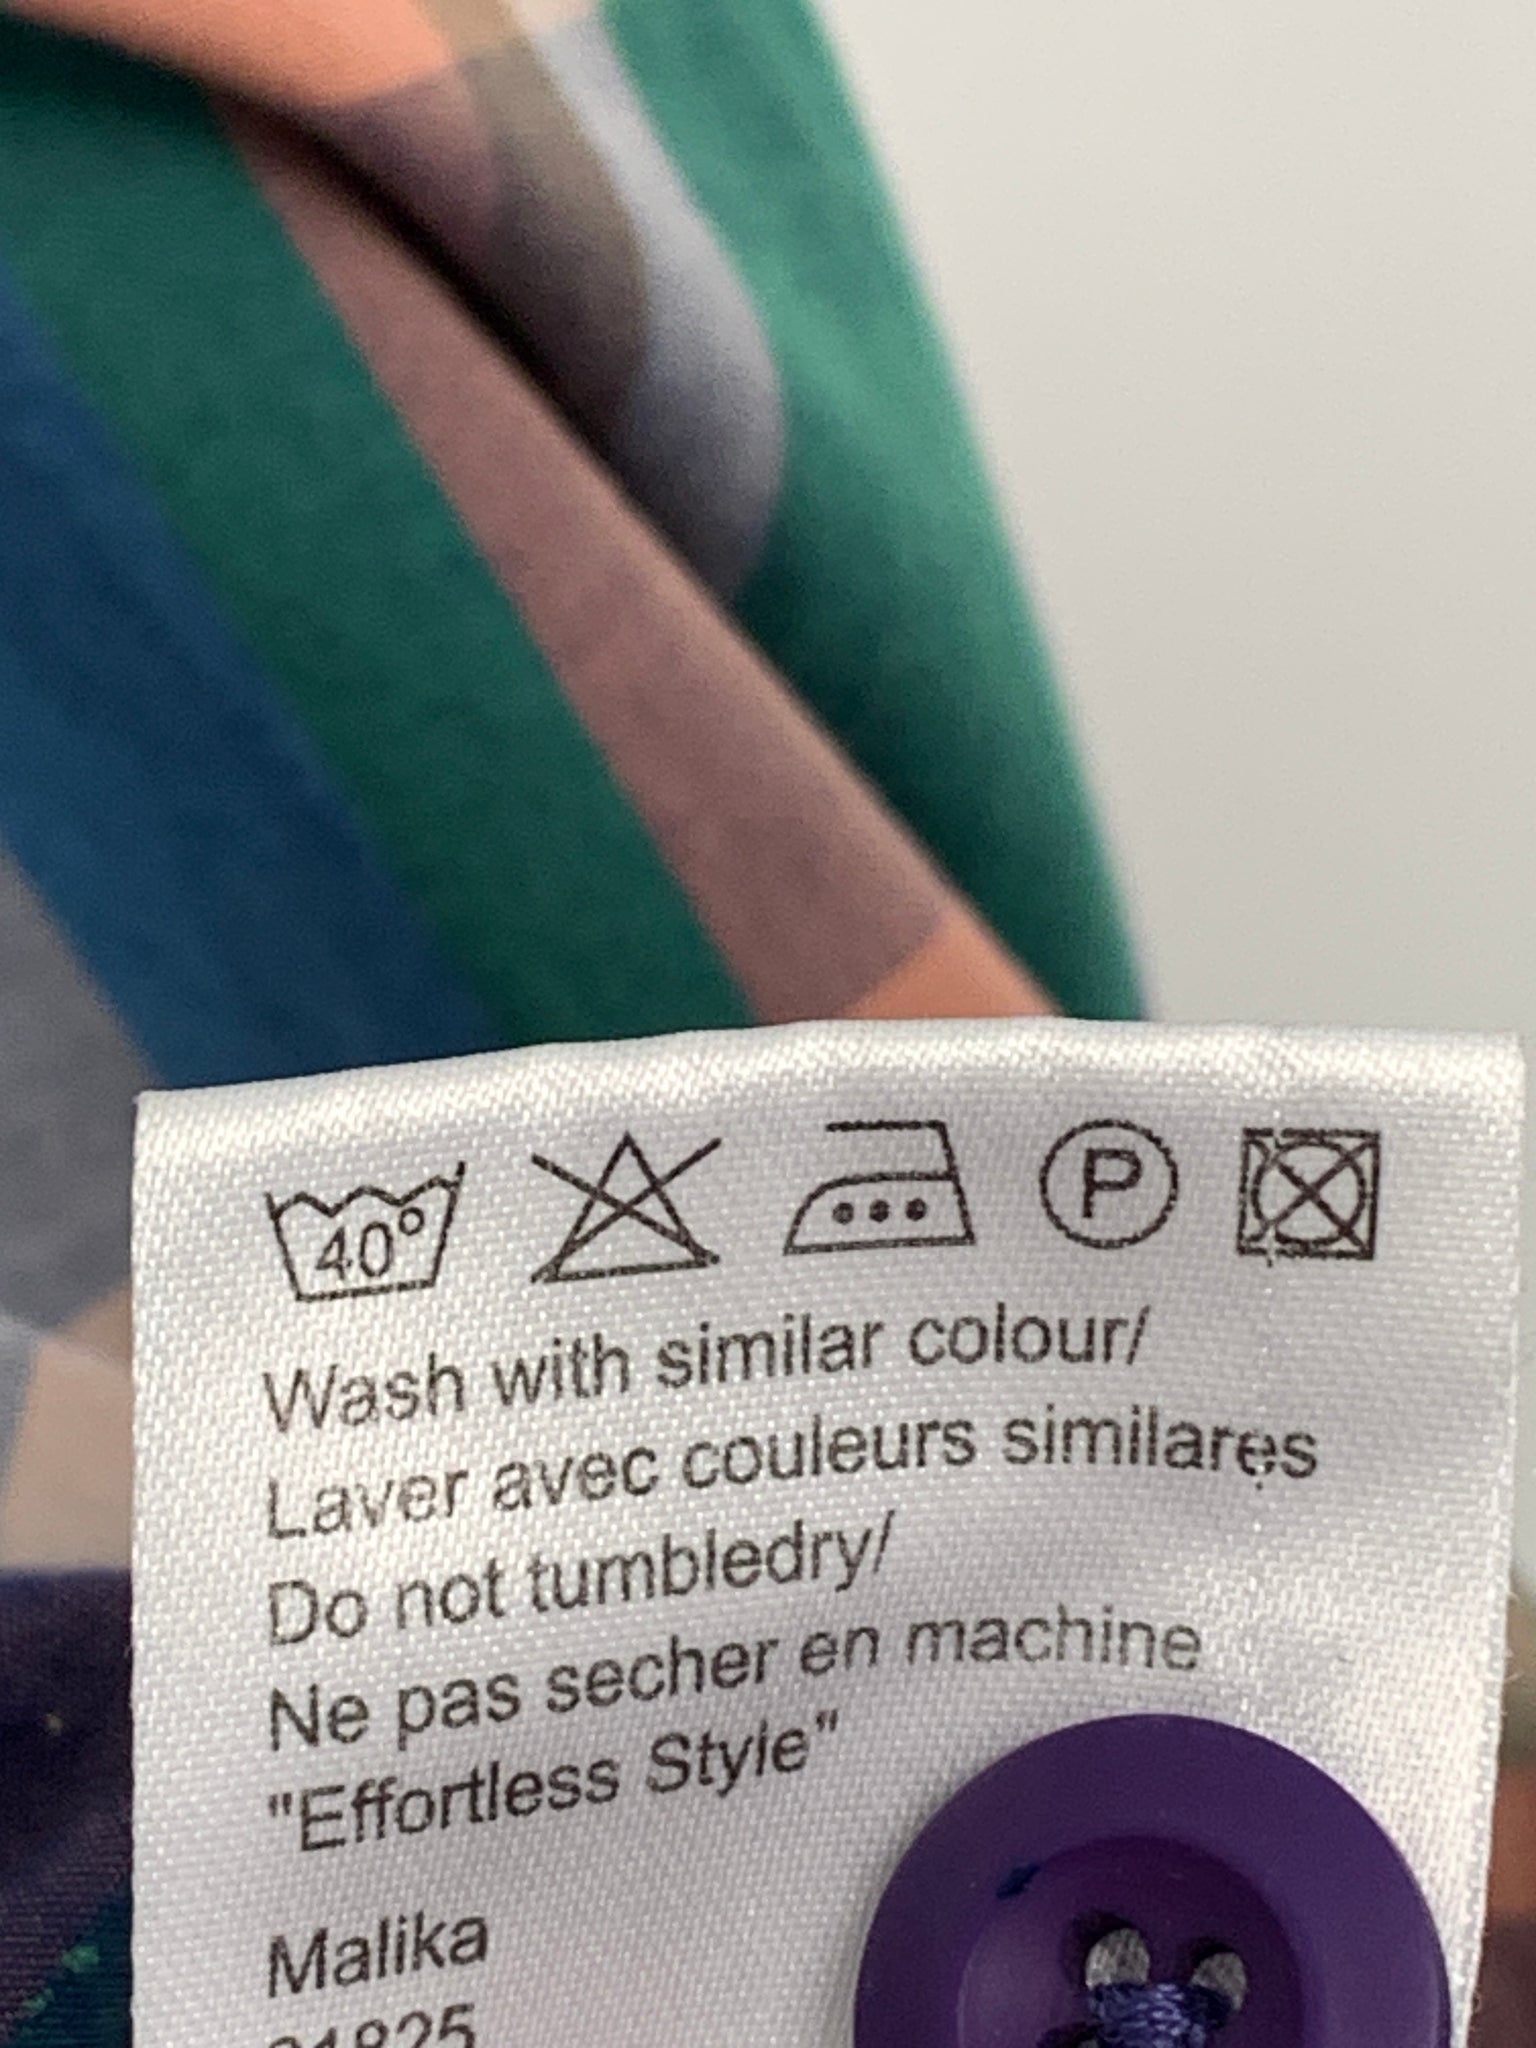 40°
P
Wash with similar colour/
Laver avec couleurs similares
Do not tumbledry/
Ne pas secher en machine
"Effortless Style"
Malika